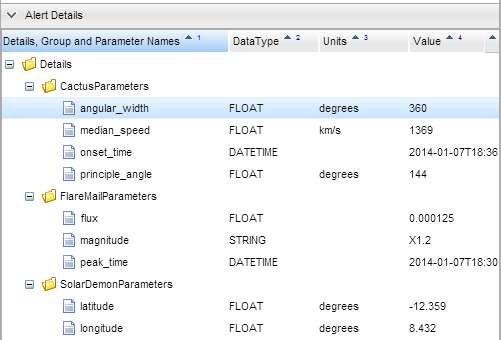 Alert Details
Details, Group and Parameter Names 1 DataType 2 Units 3 Value 4
Details
CactusParameters
angular_width FLOAT degrees 360
median_speed FLOAT km/s 1369
onset_time DATETIME 2014-01-07T18:36
principle_angle FLOAT degrees 144
FlareMailParameters
flux FLOAT 0.000125
magnitude STRING X1.2
peak_time DATETIME 2014-01-07T18:30
SolarDemonParameters
latitude FLOAT degrees -12.359
longitude FLOAT degrees 8.432